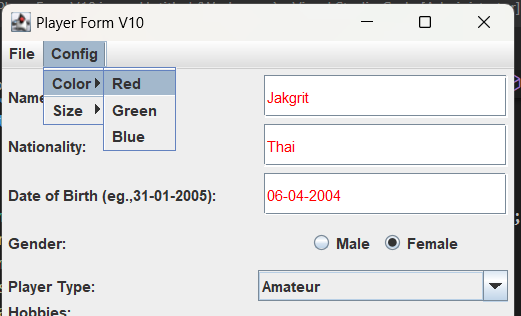 Player Form V10
File Config
Color Red
Name
Jakgrit
Size Green
Blue
Nationality:
Thai
Date of Birth (eg.,31-01-2005):
06-04-2004
Gender:
Male Female
Player Type:
Amateur
Hobbies: